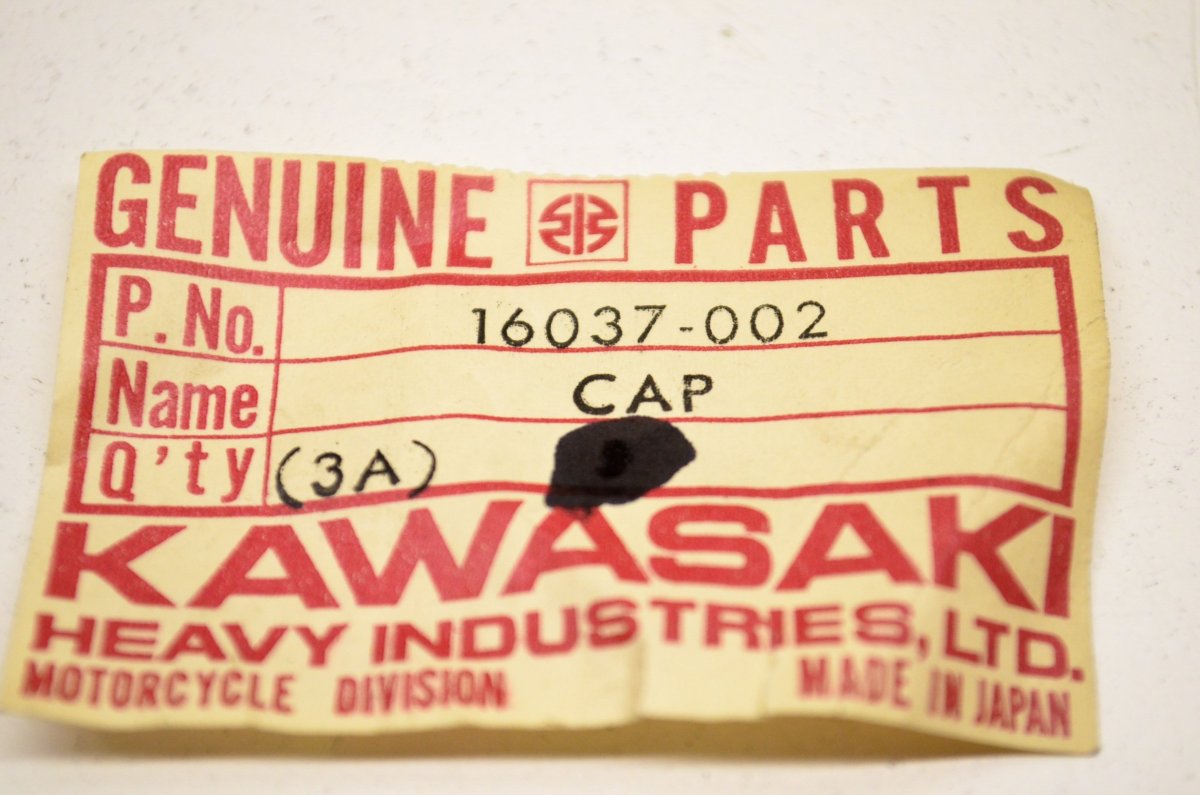 GENUINE PARTS
P. No. 16037-002
Name CAP
Q'ty (3A)
KAWASAKI
HEAVY INDUSTRIES, LTD.
MOTORCYCLE DIVISION MADE IN JAPAN